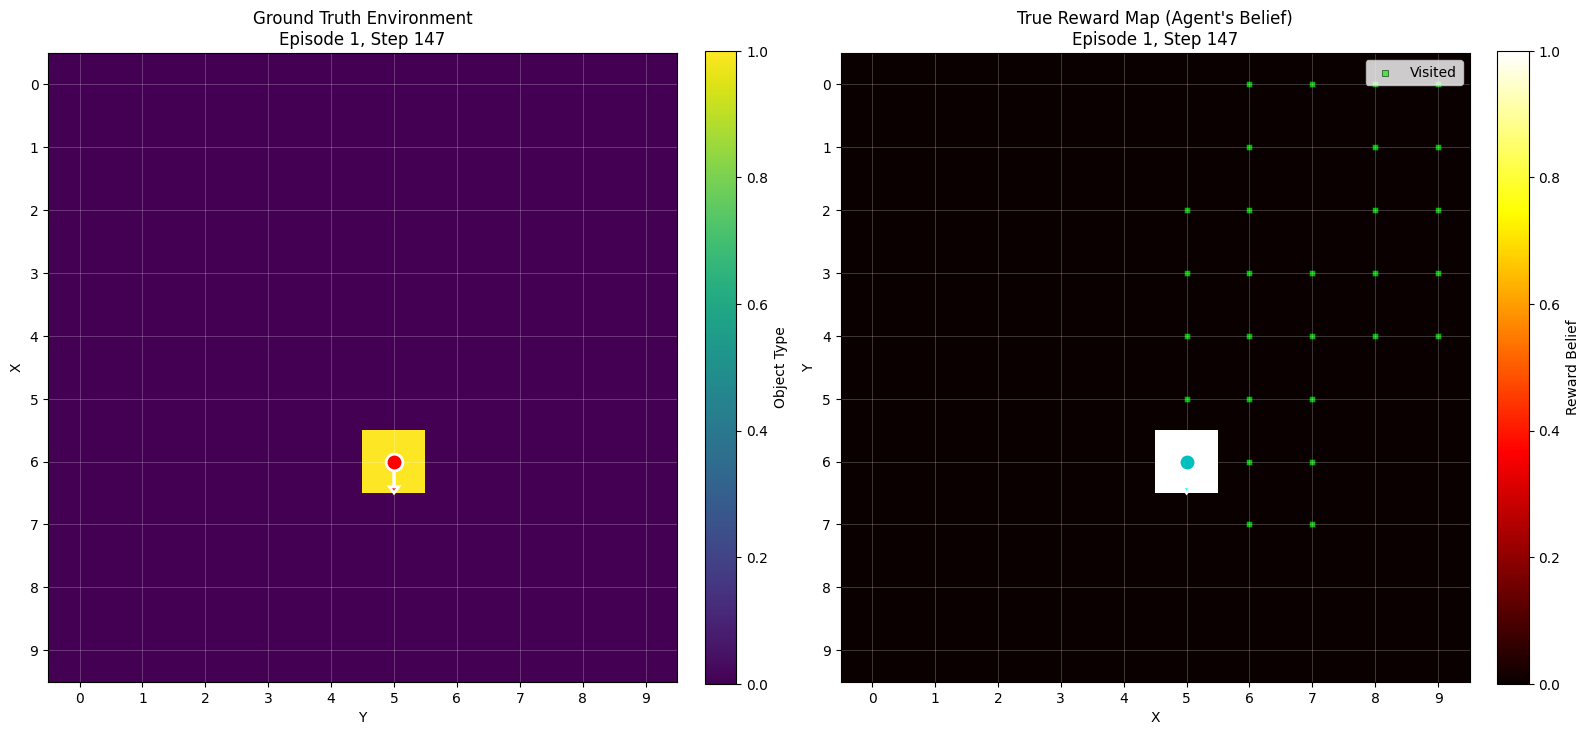 Ground Truth Environment
Episode 1, Step 147
X
0
1
2
3
4
5
6
7
8
9
0 1 2 3 4 5 6 7 8 9
Y
1.0
0.8
0.6
0.4
0.2
0.0
Object Type
True Reward Map (Agent's Belief)
Episode 1, Step 147
Visited
Y
0
1
2
3
4
5
6
7
8
9
0 1 2 3 4 5 6 7 8 9
X
1.0
0.8
0.6
0.4
0.2
0.0
Reward Belief